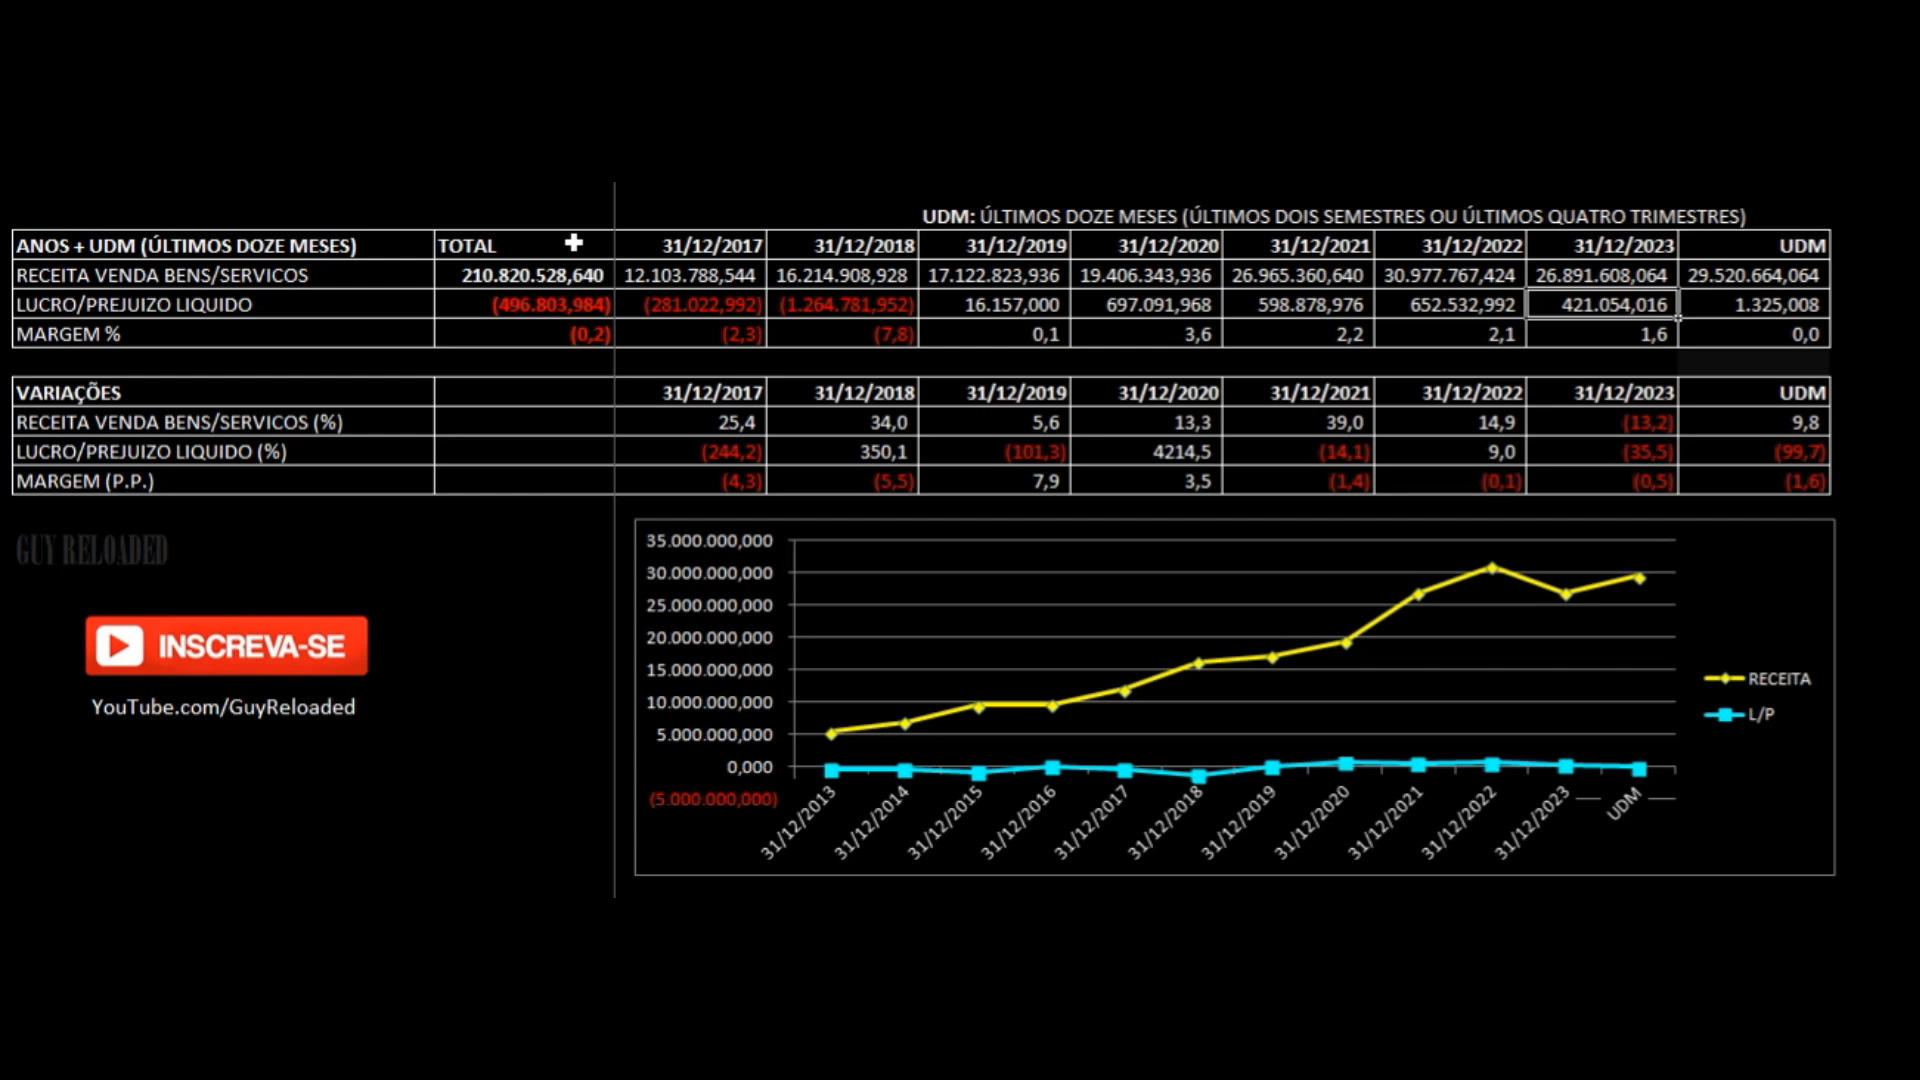 UDM: ÚLTIMOS DOZE MESES (ÚLTIMOS DOIS SEMESTRES OU ÚLTIMOS QUATRO TRIMESTRES)
ANOS + UDM (ÚLTIMOS DOZE MESES) TOTAL 31/12/2017 31/12/2018 31/12/2019 31/12/2020 31/12/2021 31/12/2022 31/12/2023 UDM
RECEITA VENDA BENS/SERVICOS 210.820.528,640 12.103.788,544 16.214.908,928 17.122.823,936 19.406.343,936 26.965.360,640 30.977.767,424 26.891.608,064 29.520.664,064
LUCRO/PREJUIZO LIQUIDO (496.803,984) (281.022,992) (1.264.781,952) 16.157,000 697.091,968 598.878,976 652.532,992 421.054,016 1.325,008
MARGEM % (0,2) (2,3) (7,8) 0,1 3,6 2,2 2,1 1,6 0,0
VARIAÇÕES 31/12/2017 31/12/2018 31/12/2019 31/12/2020 31/12/2021 31/12/2022 31/12/2023 UDM
RECEITA VENDA BENS/SERVICOS (%) 25,4 34,0 5,6 13,3 39,0 14,9 (13,2) 9,8
LUCRO/PREJUIZO LIQUIDO (%) (244,2) 350,1 (101,3) 4214,5 (14,1) 9,0 (35,5) (99,7)
MARGEM (P.P.) (4,3) (5,5) 7,9 3,5 (1,4) (0,1) (0,5) (1,6)
GUY RELOADED
INSCREVA-SE
YouTube.com/GuyReloaded
35.000.000,000
30.000.000,000
25.000.000,000
20.000.000,000
15.000.000,000
10.000.000,000
5.000.000,000
0,000
(5.000.000,000)
31/12/2013 31/12/2014 31/12/2015 31/12/2016 31/12/2017 31/12/2018 31/12/2019 31/12/2020 31/12/2021 31/12/2022 31/12/2023 UDM
RECEITA
L/P